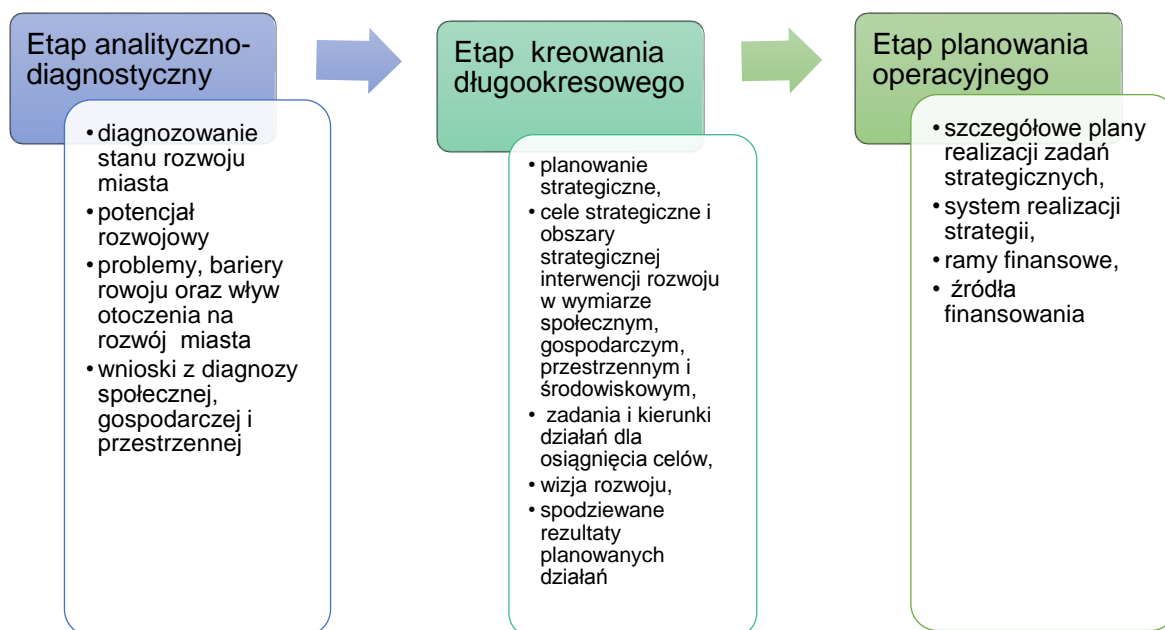 Etap analityczno-
diagnostyczny
• diagnozowanie
stanu rozwoju
miasta
• potencjał
rozwojowy
• problemy, bariery
rowoju oraz wływ
otoczenia na
rozwój miasta
• wnioski z diagnozy
społecznej,
gospodarczej i
przestrzennej
Etap kreowania
długookresowego
• planowanie
strategiczne,
• cele strategiczne i
obszary
strategicznej
interwencji rozwoju
w wymiarze
społecznym,
gospodarczym,
przestrzennym i
środowiskowym,
• zadania i kierunki
działań dla
osiągnięcia celów,
• wizja rozwoju,
• spodziewane
rezultaty
planowanych
działań
Etap planowania
operacyjnego
• szczegółowe plany
realizacji zadań
strategicznych,
• system realizacji
strategii,
• ramy finansowe,
• źródła
finansowania